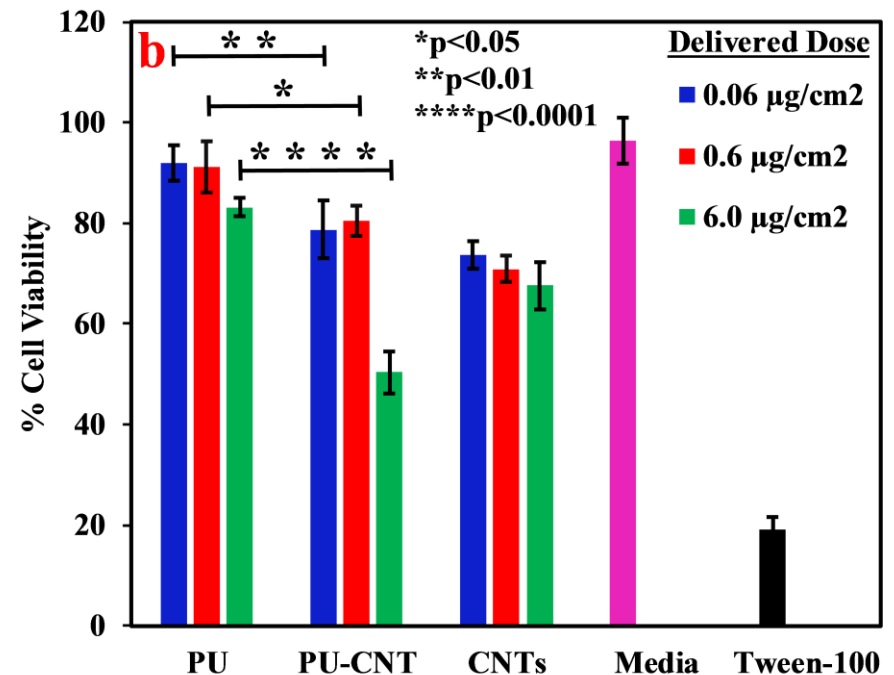 b
* *
*
* * * *
*p<0.05
**p<0.01
****p<0.0001
Delivered Dose
0.06 µg/cm2
0.6 µg/cm2
6.0 µg/cm2
% Cell Viability
120
100
80
60
40
20
0
PU PU-CNT CNTs Media Tween-100